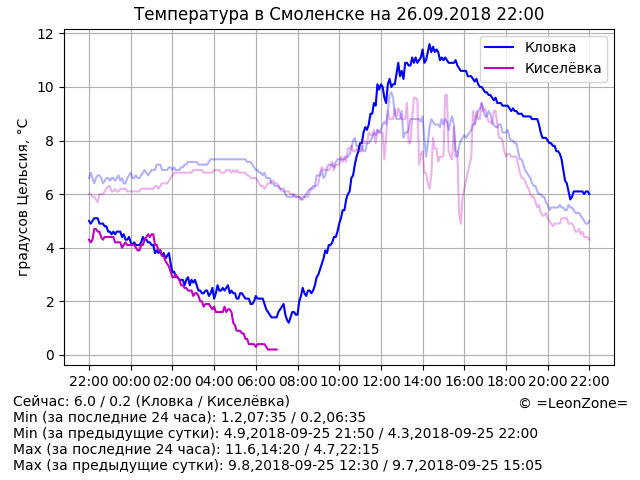 Температура в Смоленске на 26.09.2018 22:00
12
10
8
6
4
2
0
градусов Цельсия, °C
Кловка
Киселёвка
22:00 00:00 02:00 04:00 06:00 08:00 10:00 12:00 14:00 16:00 18:00 20:00 22:00
Сейчас: 6.0 / 0.2 (Кловка / Киселёвка)
© =LeonZone=
Min (за последние 24 часа): 1.2,07:35 / 0.2,06:35
Min (за предыдущие сутки): 4.9,2018-09-25 21:50 / 4.3,2018-09-25 22:00
Max (за последние 24 часа): 11.6,14:20 / 4.7,22:15
Max (за предыдущие сутки): 9.8,2018-09-25 12:30 / 9.7,2018-09-25 15:05